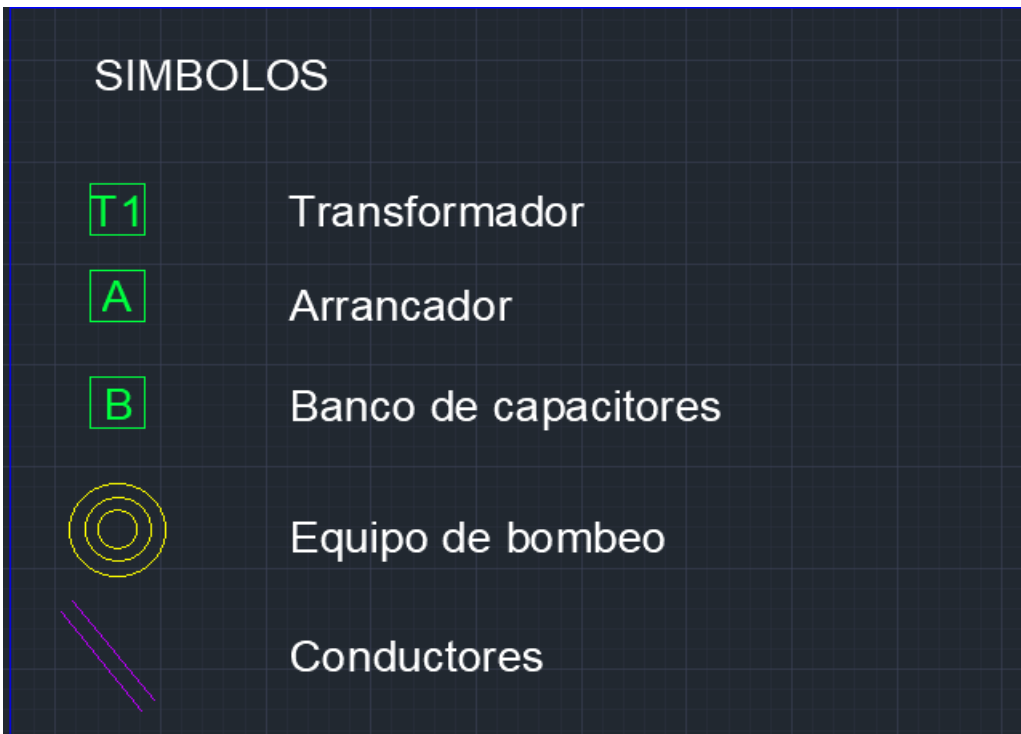 SIMBOLOS
T1 Transformador
A Arrancador
B Banco de capacitores
Equipo de bombeo
Conductores